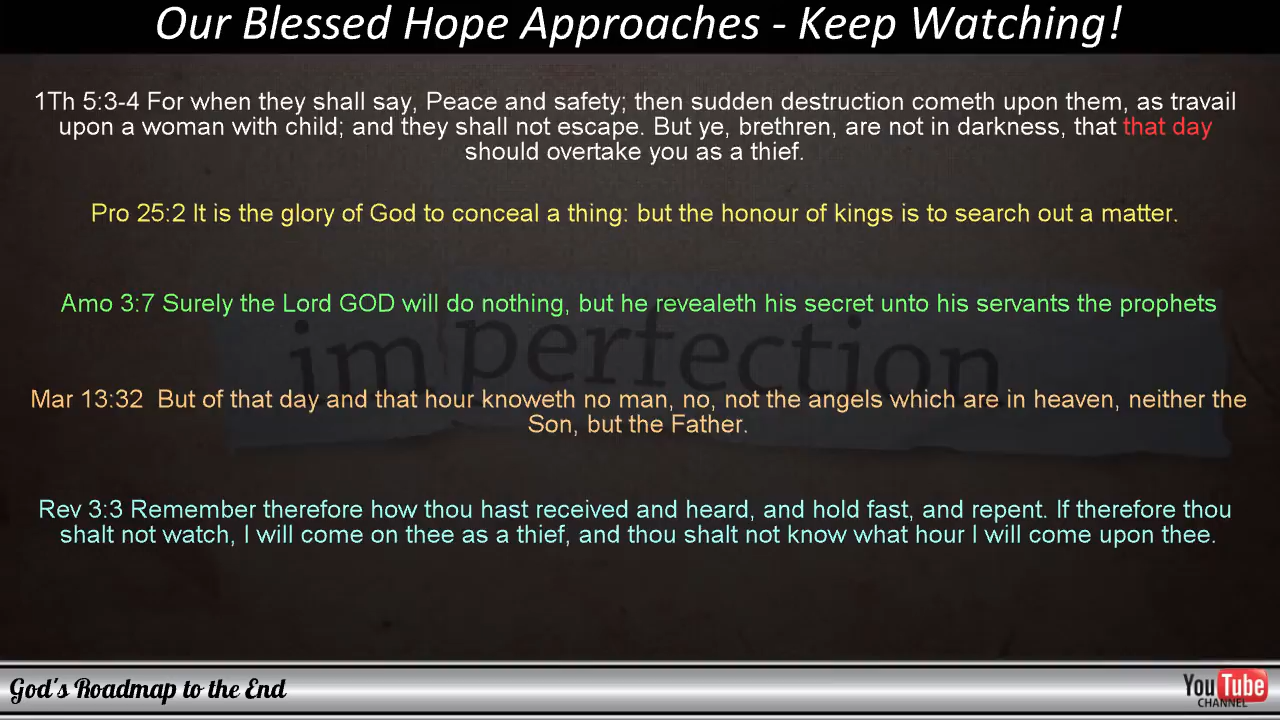 Our Blessed Hope Approaches - Keep Watching!
1Th 5:3-4 For when they shall say, Peace and safety; then sudden destruction cometh upon them, as travail
upon a woman with child; and they shall not escape. But ye, brethren, are not in darkness, that that day
should overtake you as a thief.
Pro 25:2 It is the glory of God to conceal a thing: but the honour of kings is to search out a matter.
Amo 3:7 Surely the Lord GOD will do nothing, but he revealeth his secret unto his servants the prophets
imperfection
Mar 13:32 But of that day and that hour knoweth no man, no, not the angels which are in heaven, neither the
Son, but the Father.
Rev 3:3 Remember therefore how thou hast received and heard, and hold fast, and repent. If therefore thou
shalt not watch, I will come on thee as a thief, and thou shalt not know what hour I will come upon thee.
God's Roadmap to the End
YouTube
CHANNEL